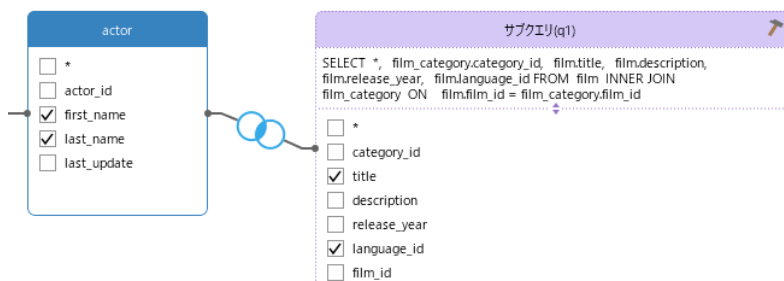 actor
*
actor_id
first_name
last_name
last_update
サブクエリ(q1)
SELECT *, film_category.category_id, film.title, film.description,
film.release_year, film.language_id FROM film INNER JOIN
film_category ON film.film_id = film_category.film_id
*
category_id
title
description
release_year
language_id
film_id